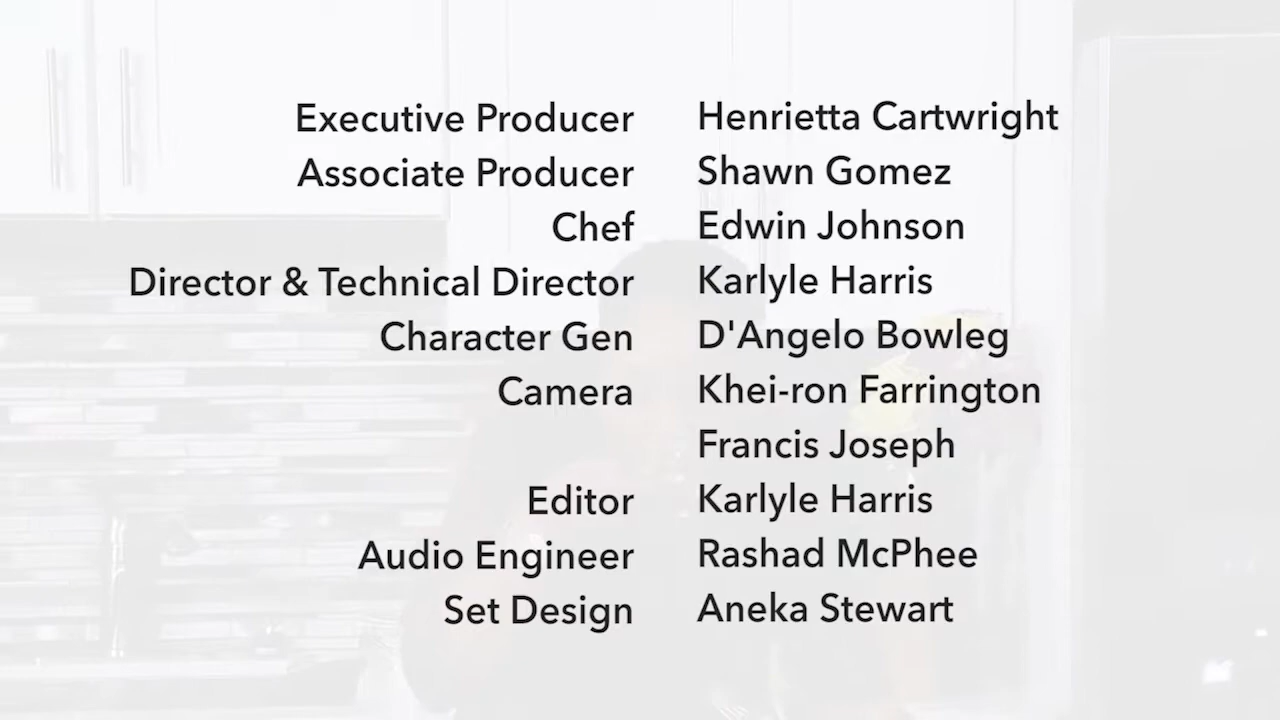 Executive Producer Henrietta Cartwright
Associate Producer Shawn Gomez
Chef Edwin Johnson
Director & Technical Director Karlyle Harris
Character Gen D'Angelo Bowleg
Camera Khei-ron Farrington
Francis Joseph
Editor Karlyle Harris
Audio Engineer Rashad McPhee
Set Design Aneka Stewart